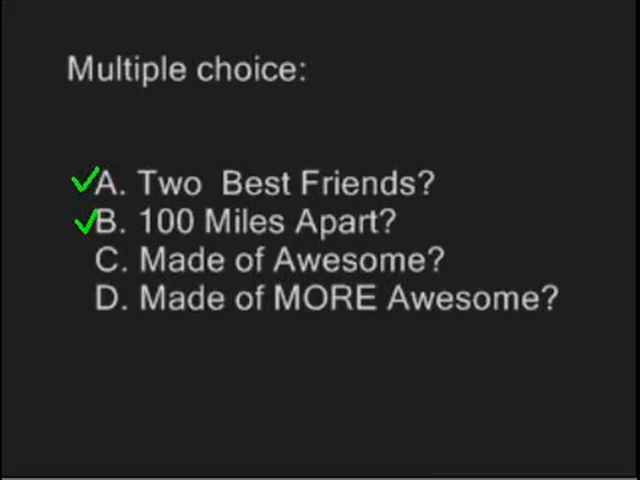 Multiple choice:
A. Two Best Friends?
B. 100 Miles Apart?
C. Made of Awesome?
D. Made of MORE Awesome?